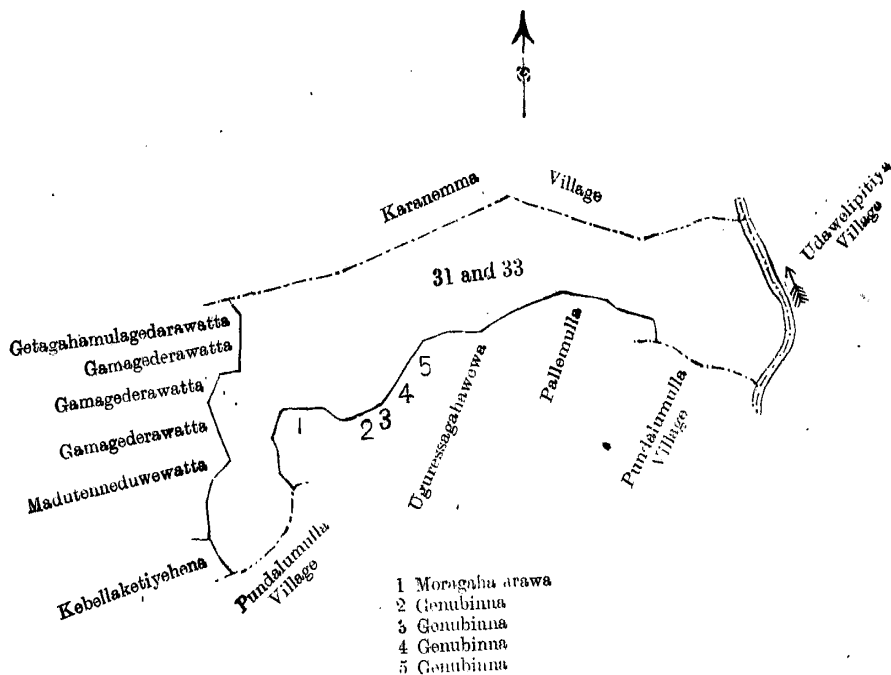 Karanemma Village
Udawelipitiya
Village
31 and 33
Getagahamulagedarawatta
Gamagederawatta
Gamagederawatta
Gamagederawatta
Madutenneduwewatta
Kebellaketiyehena
Pundalumulla
Village
1
2
3
4
5
Uguressagahawewa
Pallemulla
Pundalumulla
Village
1 Moragaha arawa
2 Genubinna
3 Genubinna
4 Genubinna
5 Genubinna